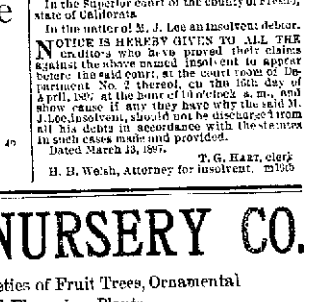 In the Superior court of the county of Fresno,
state of California
In the matter of M. J. Lee an insolvent debtor.
NOTICE IS HEREBY GIVEN TO ALL THE
creditors who have proved their claims
against the above named insolvent to appear
before the said court, at the court room of De-
partment No. 2 thereof, on the 16th day of
April, 1897 at the hour of 10 o'clock a. m., and
show cause if any they have why the said M.
J. Lee, Insolvent, should not be discharged from
all his debts in accordance with the statutes
in such cases made and provided.
Dated March 13, 1897.
T. G. HART, clerk
H. H. Welsh, Attorney for insolvent. m15td
NURSERY CO.
eties of Fruit Trees, Ornamental
Plants